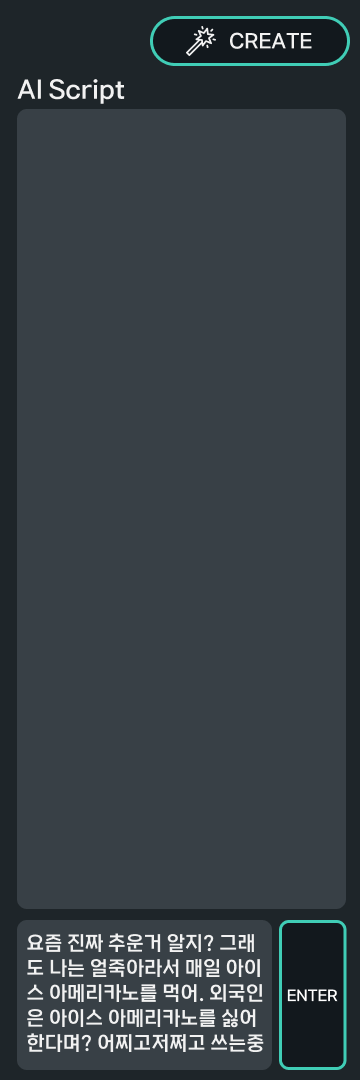 CREATE
AI Script
요즘 진짜 추운거 알지? 그래
도 나는 얼죽아라서 매일 아이
스 아메리카노를 먹어. 외국인
은 아이스 아메리카노를 싫어
한다며? 어찌고저쩌고 쓰는중
ENTER